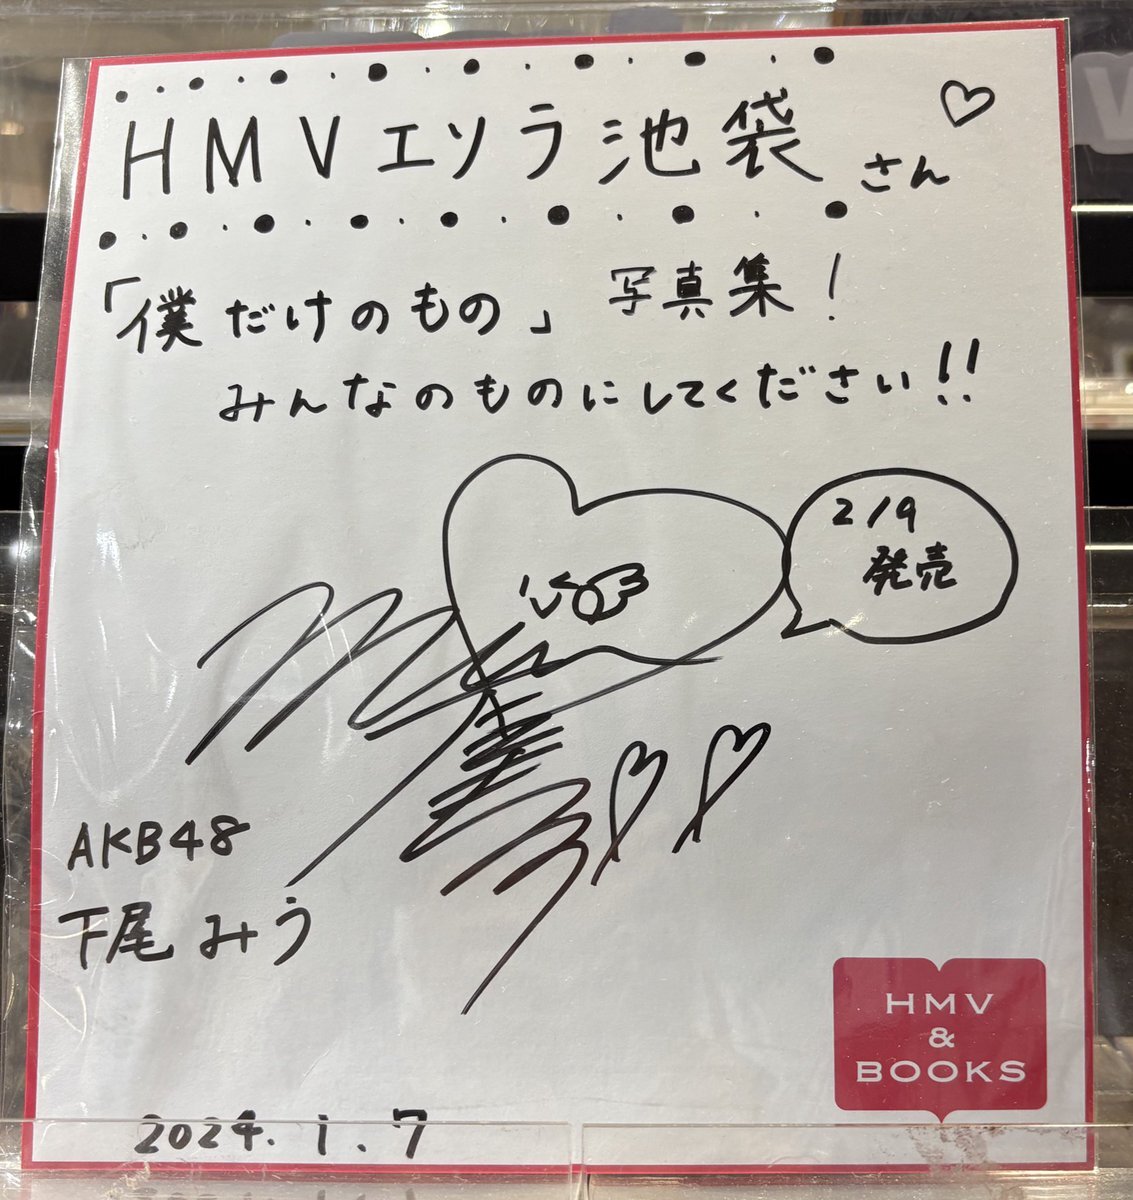 HMVエソラ池袋さん♡
「僕だけのもの」写真集!
みんなのものにしてください!!
2/9
発売
AKB48
下尾みう
HMV
&
BOOKS
2024.1.7